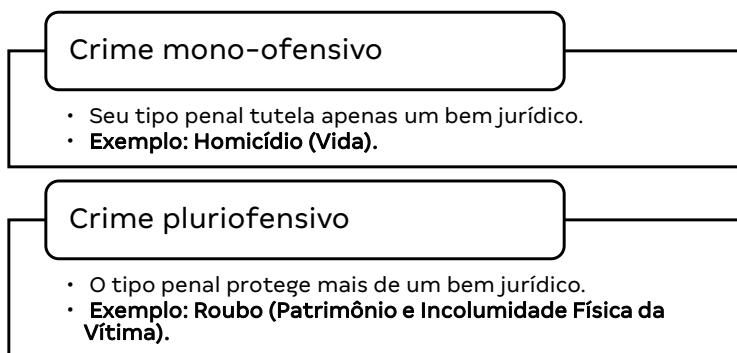 Crime mono-ofensivo
• Seu tipo penal tutela apenas um bem jurídico.
• Exemplo: Homicídio (Vida).
Crime pluriofensivo
• O tipo penal protege mais de um bem jurídico.
• Exemplo: Roubo (Patrimônio e Incolumidade Física da
Vítima).